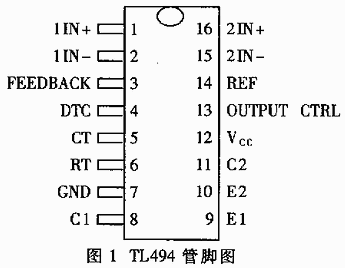 1IN+ 1 16 2IN+
1IN- 2 15 2IN-
FEEDBACK 3 14 REF
DTC 4 13 OUTPUT CTRL
CT 5 12 Vcc
RT 6 11 C2
GND 7 10 E2
C1 8 9 E1
图 1 TL494 管脚图